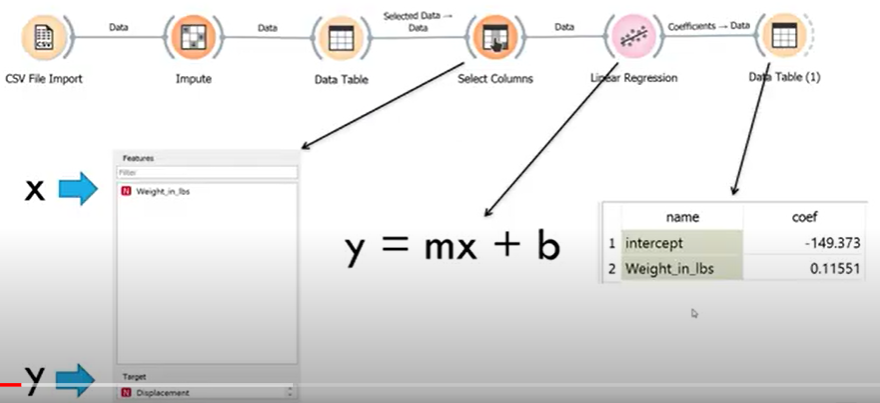 Data
Data
Selected Data → Data
Data
Coefficients → Data
CSV File Import
Impute
Data Table
Select Columns
Linear Regression
Data Table (1)
Features
Filter
x
N Weight_in_lbs
y = mx + b
name coef
1 intercept -149.373
2 Weight_in_lbs 0.11551
Target
y
N Displacement
CSV